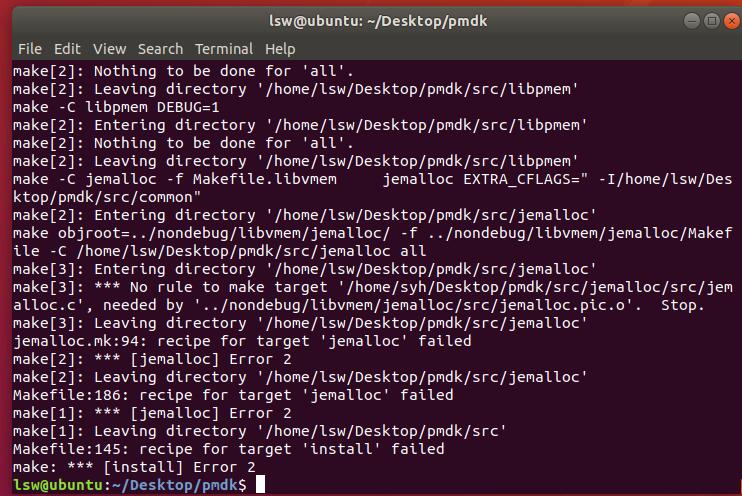 lsw@ubuntu: ~/Desktop/pmdk
File Edit View Search Terminal Help
make[2]: Nothing to be done for 'all'.
make[2]: Leaving directory '/home/lsw/Desktop/pmdk/src/libpmem'
make -C libpmem DEBUG=1
make[2]: Entering directory '/home/lsw/Desktop/pmdk/src/libpmem'
make[2]: Nothing to be done for 'all'.
make[2]: Leaving directory '/home/lsw/Desktop/pmdk/src/libpmem'
make -C jemalloc -f Makefile.libvmem     jemalloc EXTRA_CFLAGS=" -I/home/lsw/Des
ktop/pmdk/src/common"
make[2]: Entering directory '/home/lsw/Desktop/pmdk/src/jemalloc'
make objroot=../nondebug/libvmem/jemalloc/ -f ../nondebug/libvmem/jemalloc/Makef
ile -C /home/lsw/Desktop/pmdk/src/jemalloc all
make[3]: Entering directory '/home/lsw/Desktop/pmdk/src/jemalloc'
make[3]: *** No rule to make target '/home/syh/Desktop/pmdk/src/jemalloc/src/jem
alloc.c', needed by '../nondebug/libvmem/jemalloc/src/jemalloc.pic.o'.  Stop.
make[3]: Leaving directory '/home/lsw/Desktop/pmdk/src/jemalloc'
jemalloc.mk:94: recipe for target 'jemalloc' failed
make[2]: *** [jemalloc] Error 2
make[2]: Leaving directory '/home/lsw/Desktop/pmdk/src/jemalloc'
Makefile:186: recipe for target 'jemalloc' failed
make[1]: *** [jemalloc] Error 2
make[1]: Leaving directory '/home/lsw/Desktop/pmdk/src'
Makefile:145: recipe for target 'install' failed
make: *** [install] Error 2
lsw@ubuntu:~/Desktop/pmdk$